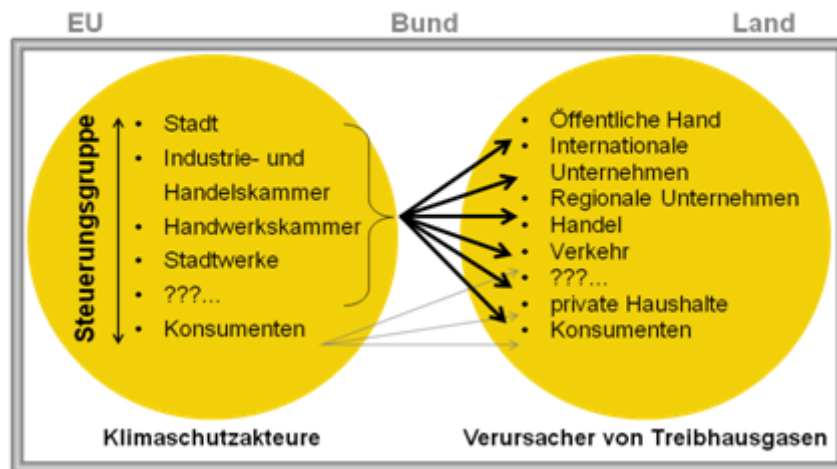 EU Bund Land
Steuerungsgruppe
• Stadt
• Industrie- und
Handelskammer
• Handwerkskammer
• Stadtwerke
• ???...
• Konsumenten
Klimaschutzakteure
• Öffentliche Hand
• Internationale
Unternehmen
• Regionale Unternehmen
• Handel
• Verkehr
• ???...
• private Haushalte
• Konsumenten
Verursacher von Treibhausgasen